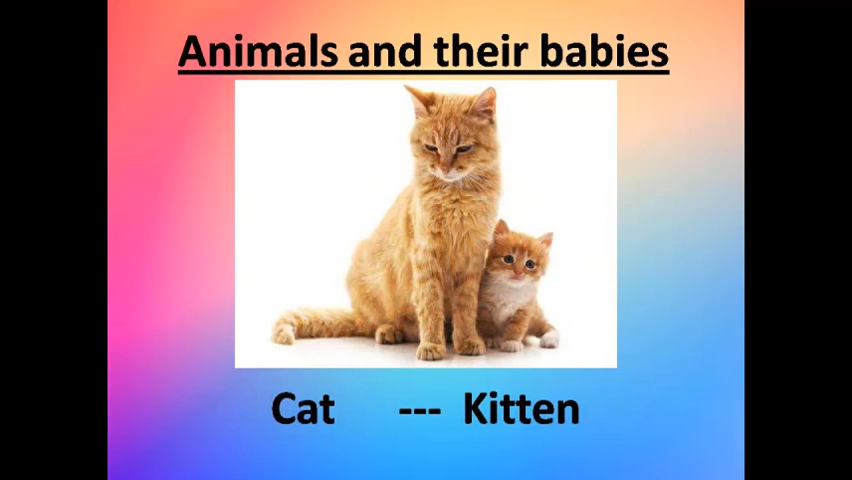 Animals and their babies
Cat --- Kitten